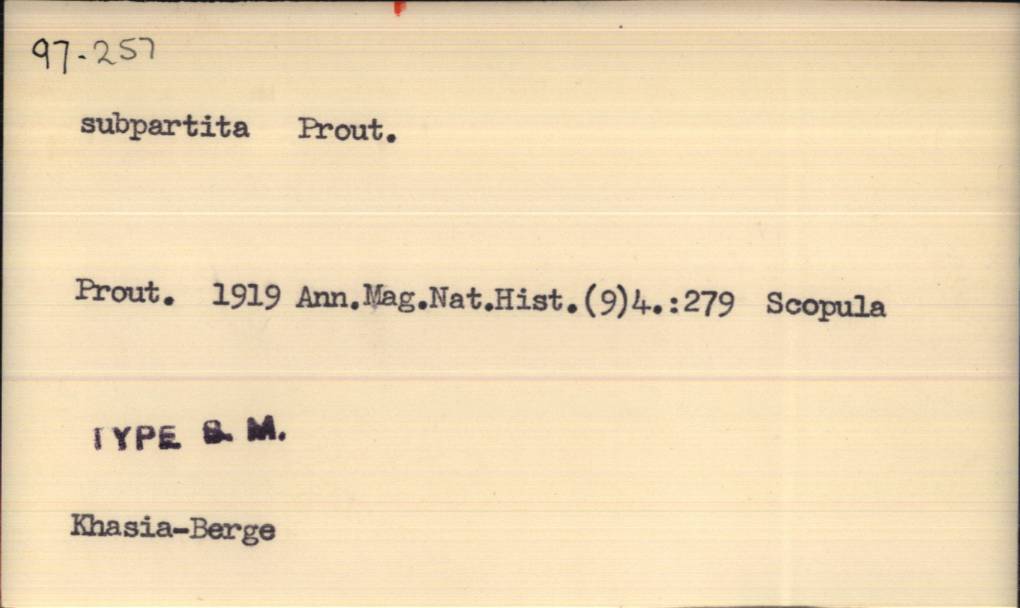 97-257
subpartita Prout.
Prout. 1919 Ann.Mag.Nat.Hist.(9)4.:279 Scopula
TYPE B. M.
Khasia-Berge